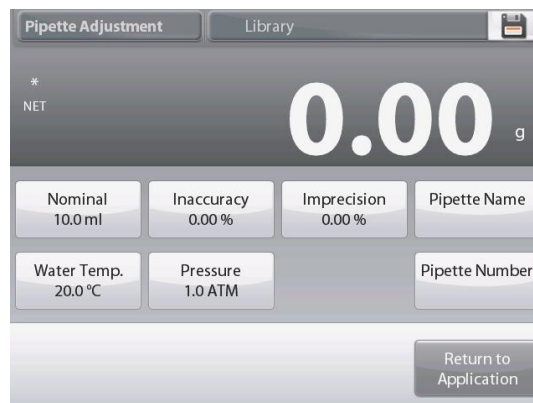 Pipette Adjustment
Library
*
NET
0.00 g
Nominal
10.0 ml
Inaccuracy
0.00 %
Imprecision
0.00 %
Pipette Name
Water Temp.
20.0 °C
Pressure
1.0 ATM
Pipette Number
Return to
Application